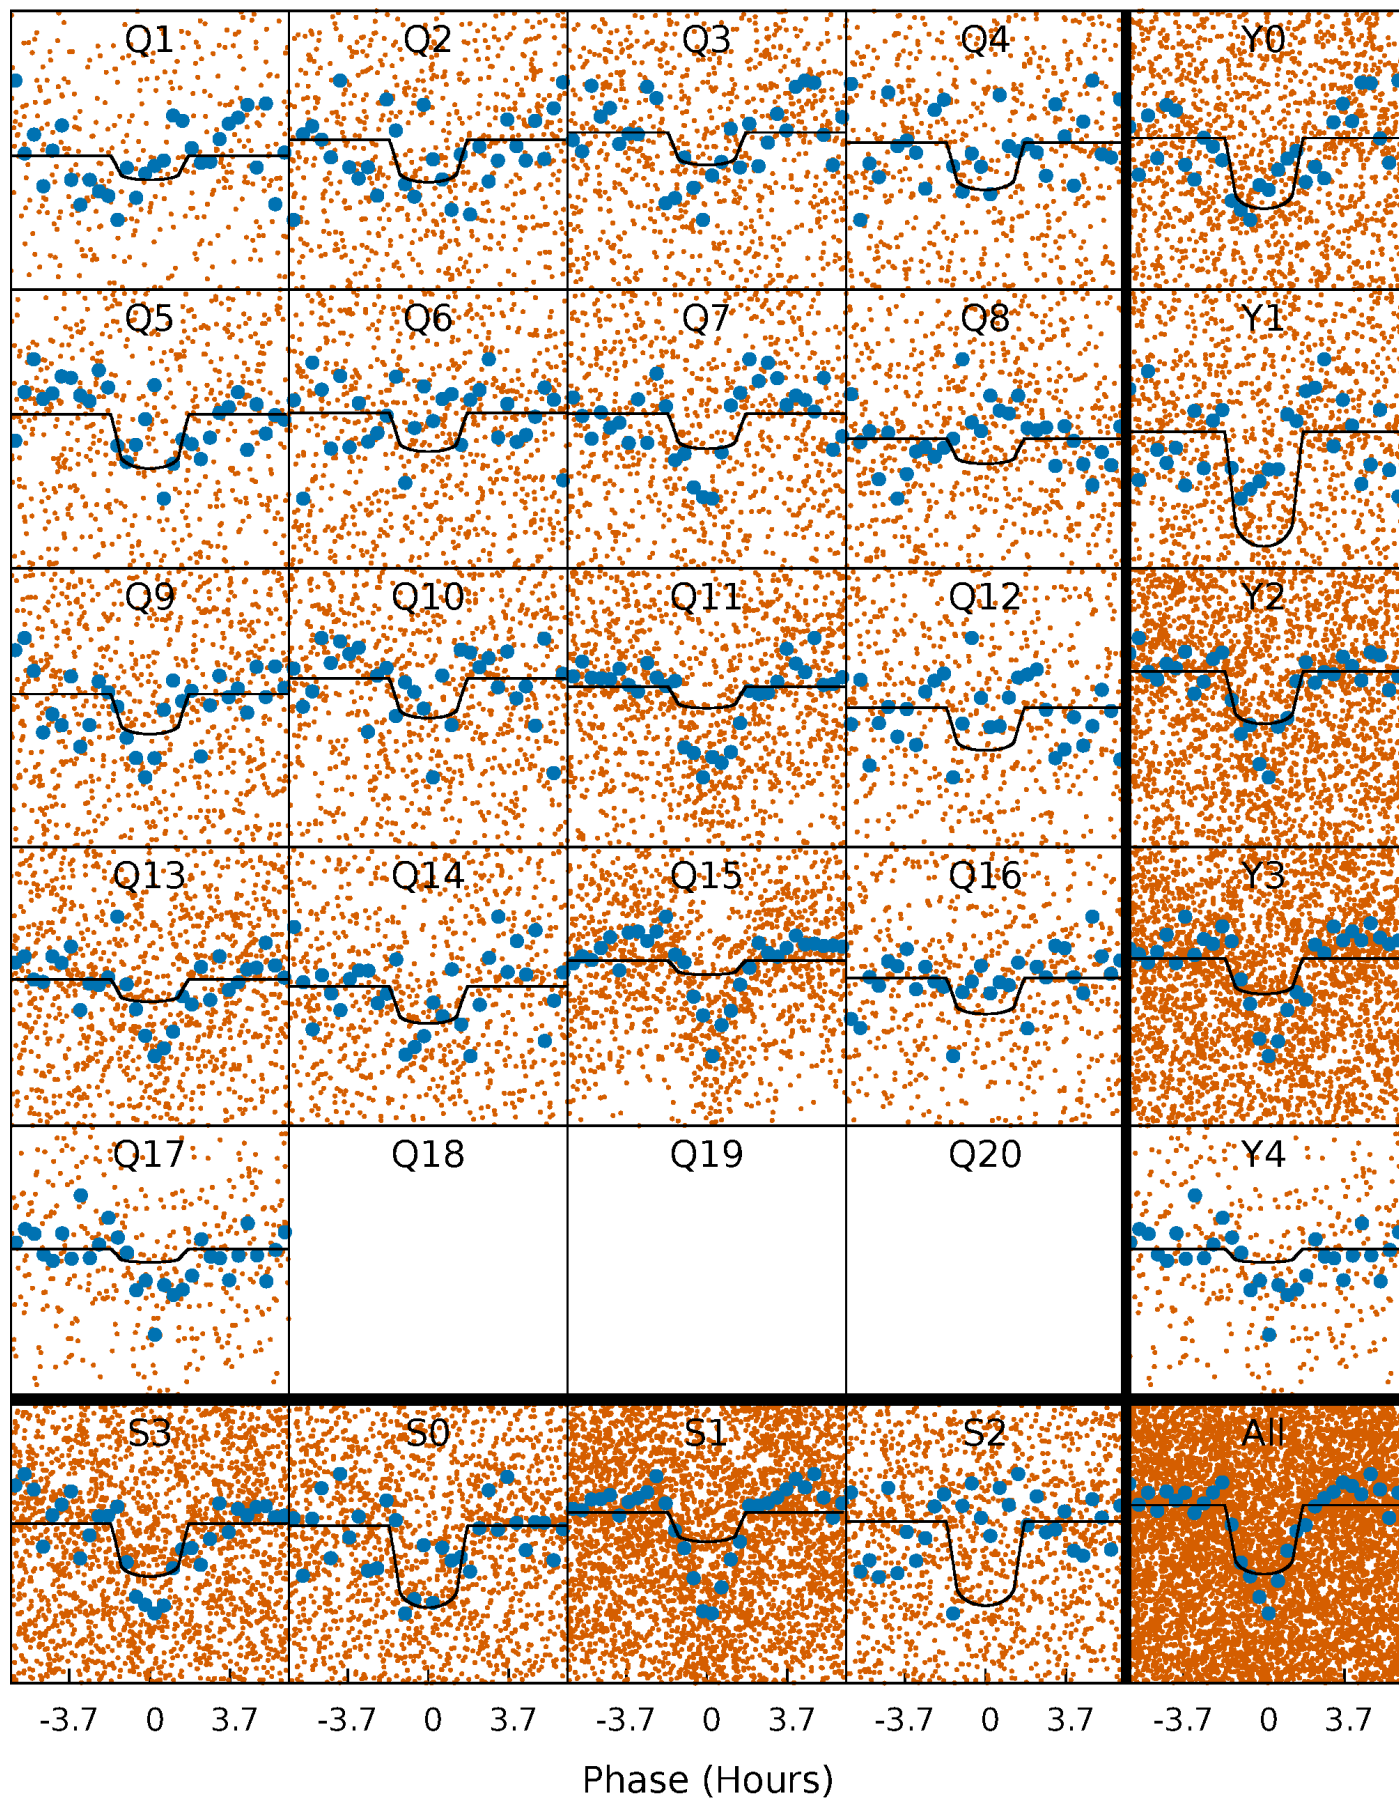 Q1 Q2 Q3 Q4 Y0
Q5 Q6 Q7 Q8 Y1
Q9 Q10 Q11 Q12 Y2
Q13 Q14 Q15 Q16 Y3
Q17 Q18 Q19 Q20 Y4
S3 S0 S1 S2 All
-3.7 0 3.7 -3.7 0 3.7 -3.7 0 3.7 -3.7 0 3.7 -3.7 0 3.7
Phase (Hours)